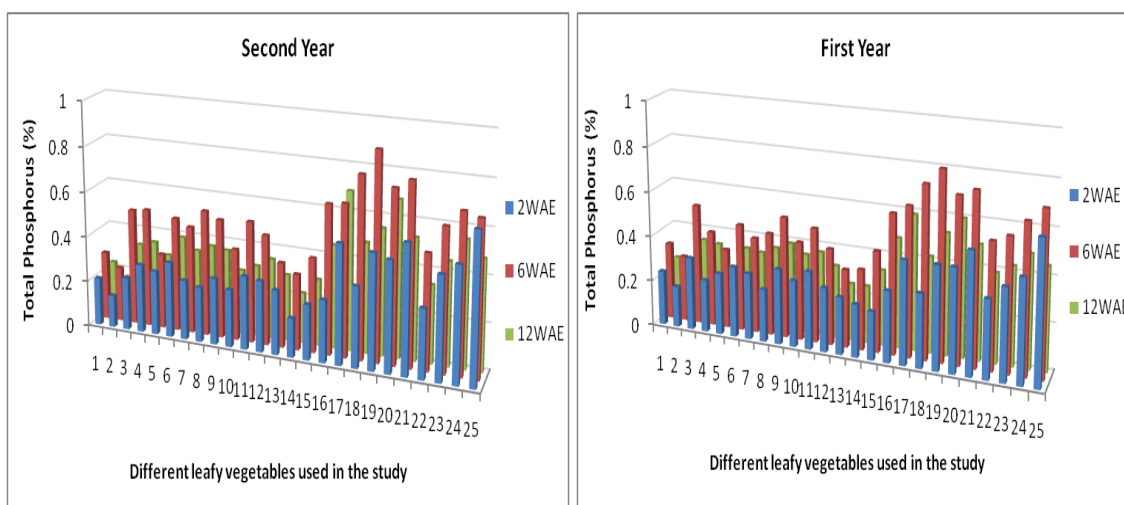 Second Year
Total Phosphorus (%)
1
0.8
0.6
0.4
0.2
0
1 2 3 4 5 6 7 8 9 10 11 12 13 14 15 16 17 18 19 20 21 22 23 24 25
2WAE
6WAE
12WAE
Different leafy vegetables used in the study
First Year
Total Phosphorus (%)
1
0.8
0.6
0.4
0.2
0
1 2 3 4 5 6 7 8 9 10 11 12 13 14 15 16 17 18 19 20 21 22 23 24 25
2WAE
6WAE
12WAE
Different leafy vegetables used in the study